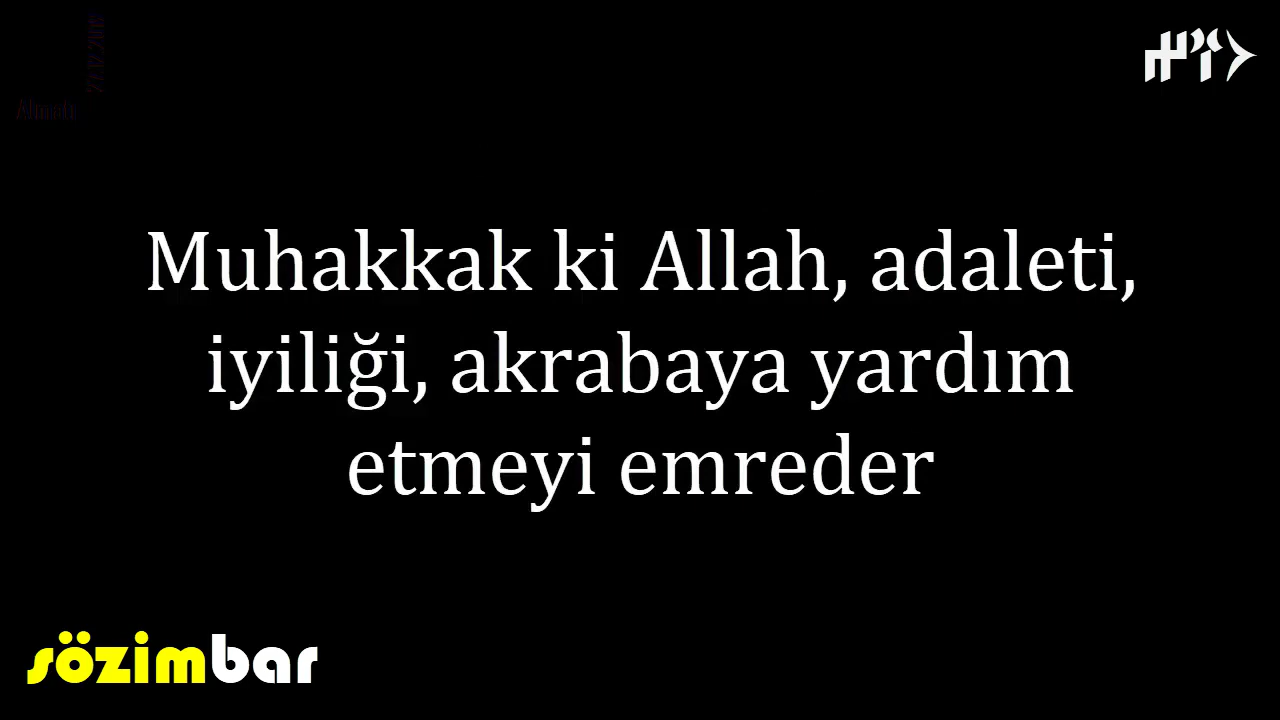 Muhakkak ki Allah, adaleti,
iyiliği, akrabaya yardım
etmeyi emreder
sözimbar